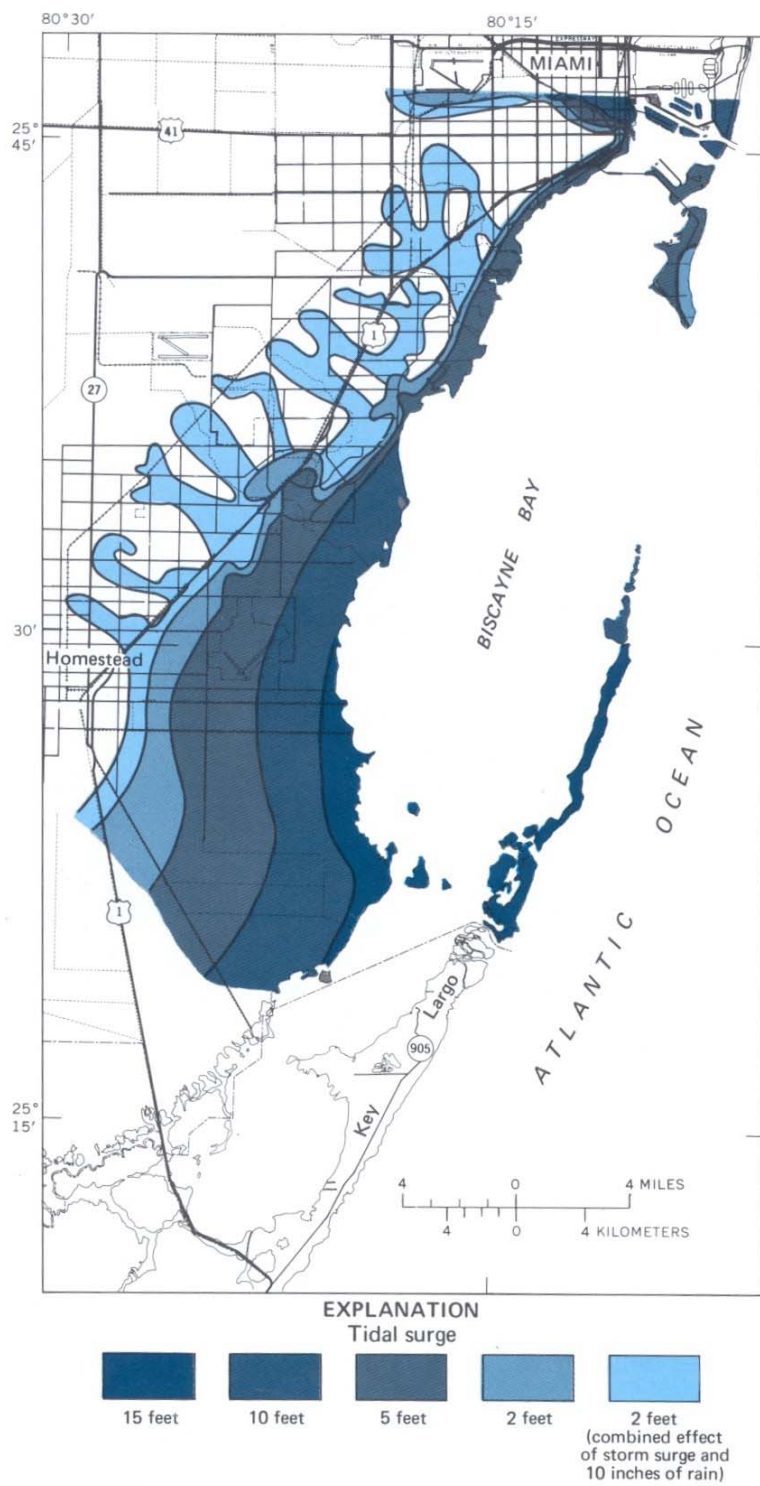 80°30′ 80°15′
MIAMI
25°
45′
41
1
27
BISCAYNE BAY
30′
Homestead
ATLANTIC OCEAN
1
Key Largo
905
25°
15′
4 0 4 MILES
4 0 4 KILOMETERS
EXPLANATION
Tidal surge
15 feet 10 feet 5 feet 2 feet 2 feet
(combined effect
of storm surge and
10 inches of rain)